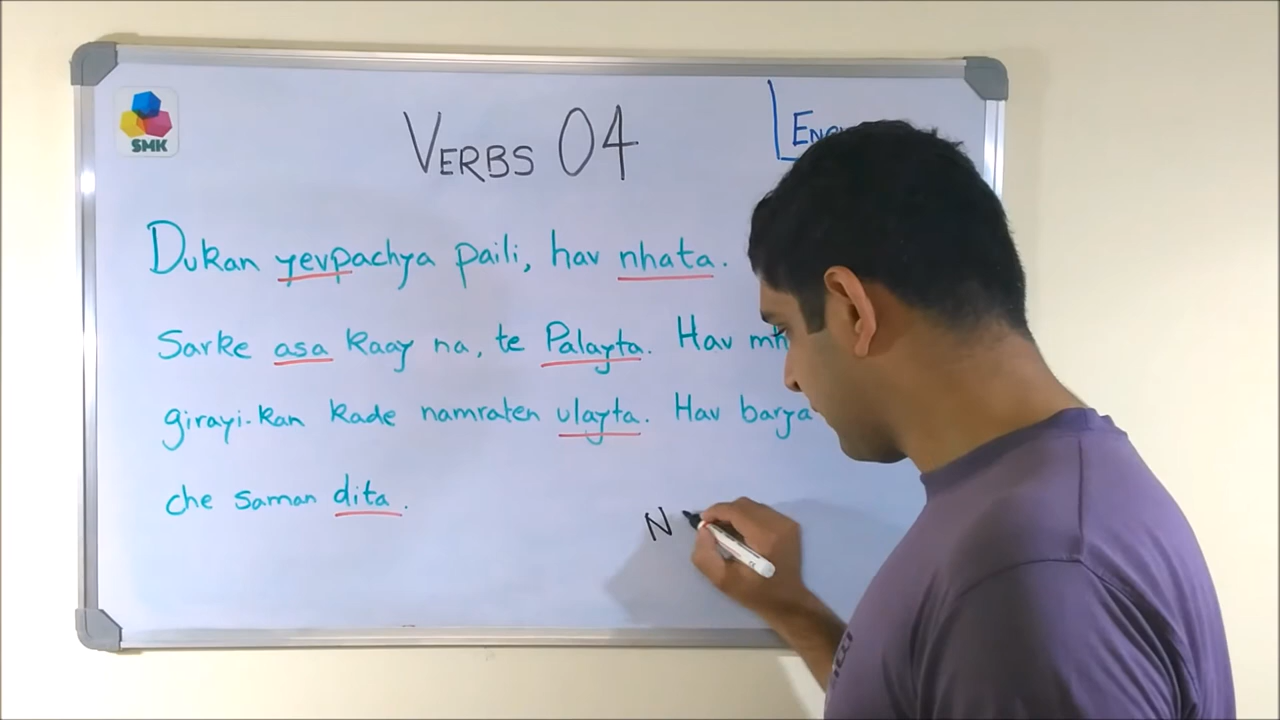 SMK
VERBS 04
Dukan yevpachya paili, hav nhata.
Sarke asa kaay na, te Palayta. Hav
girayi-kan kade namraten ulayta. Hav barya
che saman dita.
N